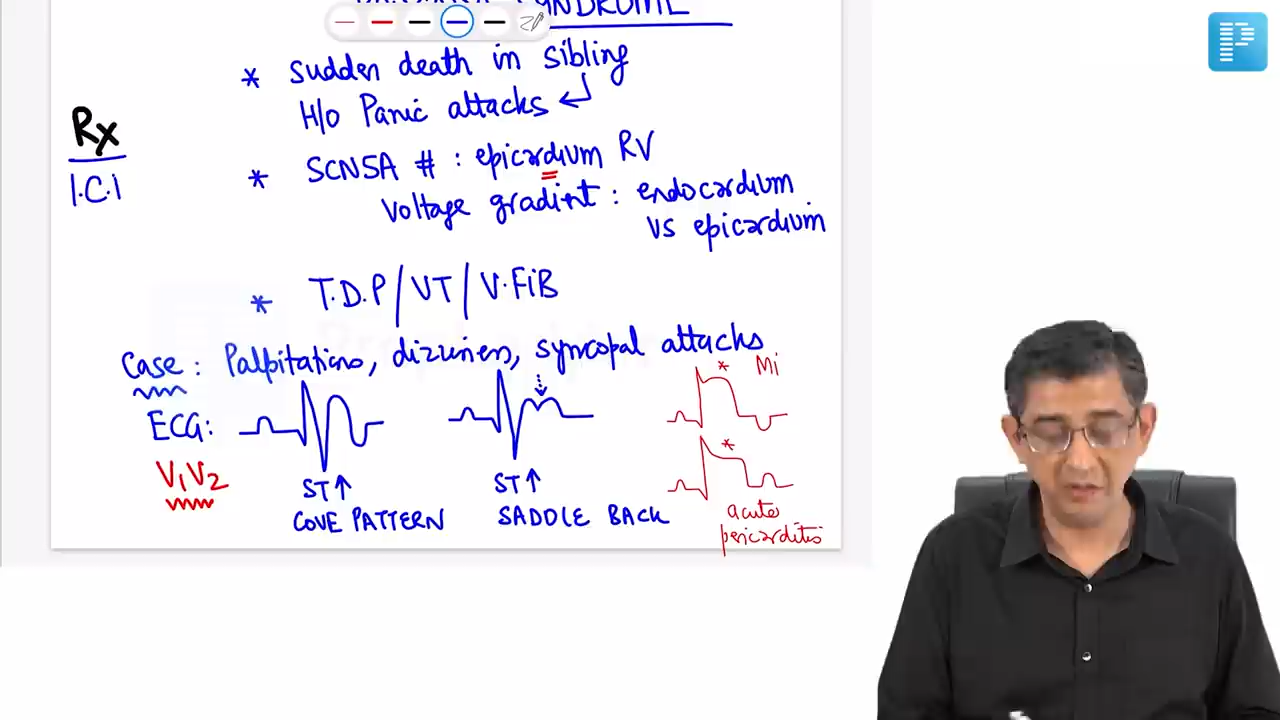 SYNDROME
* Sudden death in sibling
H/o Panic attacks ↲
Rx
I.C.I
* SCN5A # : epicardium RV
Voltage gradient : endocardium
vs epicardium
* T.D.P / VT / V.FiB
Case : Palpitations, dizziness, syncopal attacks
* Mi
ECG:
*
V1V2
ST↑ ST↑
COVE PATTERN SADDLE BACK
acute
pericarditis